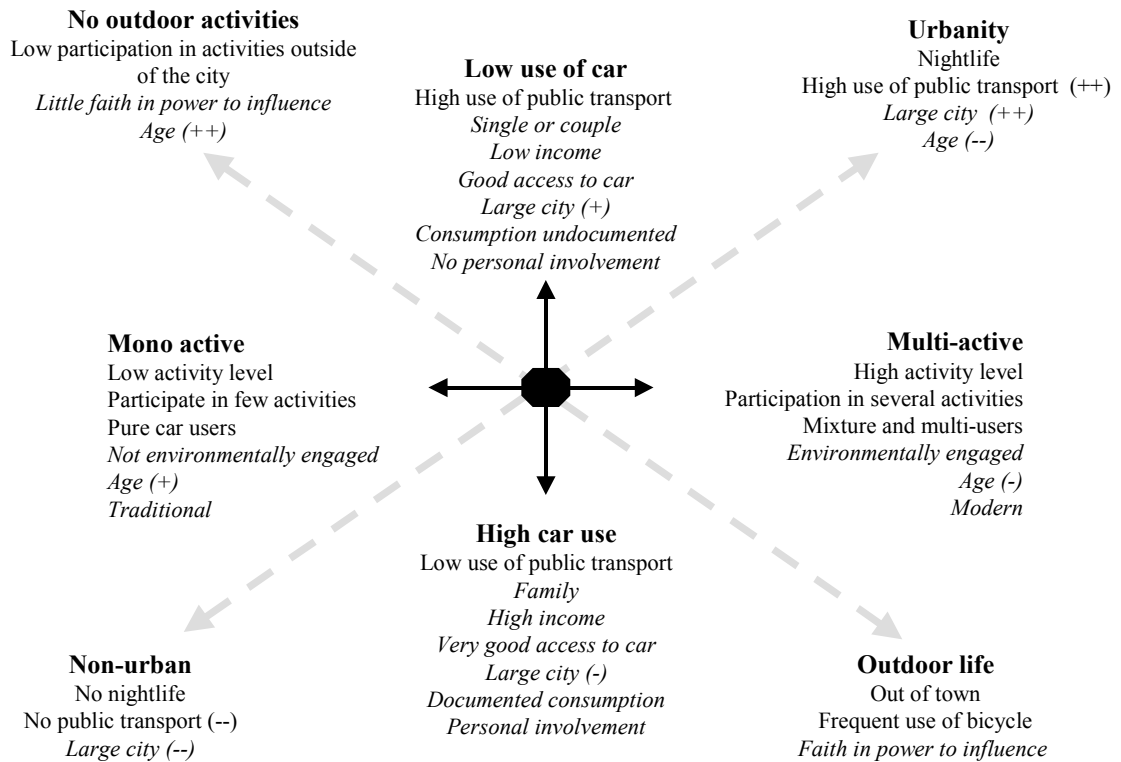 No outdoor activities
Low participation in activities outside
of the city
Little faith in power to influence
Age (++)
Low use of car
High use of public transport
Single or couple
Low income
Good access to car
Large city (+)
Consumption undocumented
No personal involvement
Urbanity
Nightlife
High use of public transport (++)
Large city (++)
Age (--)
Mono active
Low activity level
Participate in few activities
Pure car users
Not environmentally engaged
Age (+)
Traditional
Multi-active
High activity level
Participation in several activities
Mixture and multi-users
Environmentally engaged
Age (-)
Modern
Non-urban
No nightlife
No public transport (--)
Large city (--)
High car use
Low use of public transport
Family
High income
Very good access to car
Large city (-)
Documented consumption
Personal involvement
Outdoor life
Out of town
Frequent use of bicycle
Faith in power to influence